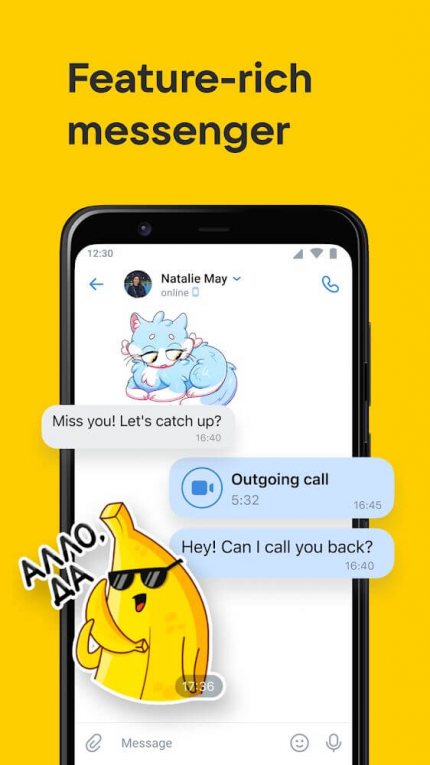 Feature-rich
messenger
12:30
Natalie May
online
Miss you! Let's catch up?
16:40
Outgoing call
5:32
16:45
Hey! Can I call you back?
16:40
АЛЛО,
ДА
17:36
Message